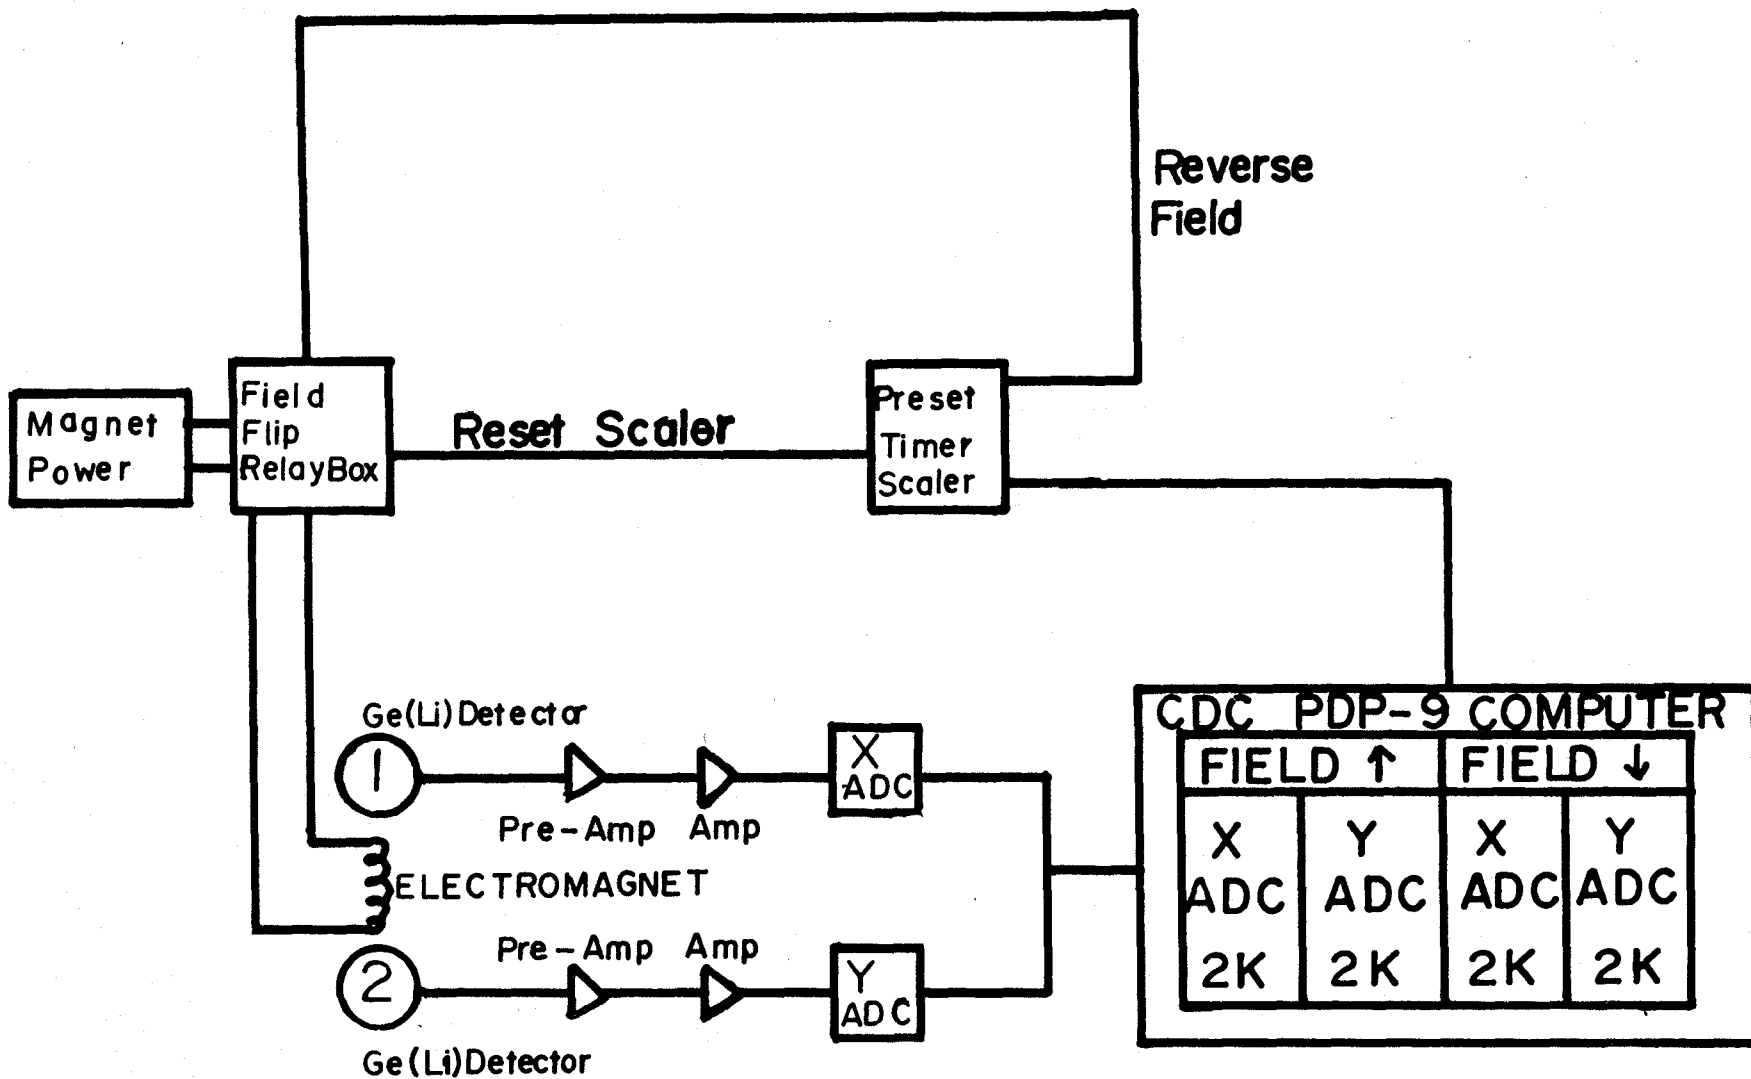 Reverse
Field
Magnet
Power
Field
Flip
RelayBox
Reset Scaler
Preset
Timer
Scaler
Ge(Li)Detector
1
Pre-Amp Amp
X
ADC
ELECTROMAGNET
Pre-Amp Amp
2
Y
ADC
Ge(Li)Detector
CDC PDP-9 COMPUTER
FIELD ↑ FIELD ↓
X Y X Y
ADC ADC ADC ADC
2K 2K 2K 2K